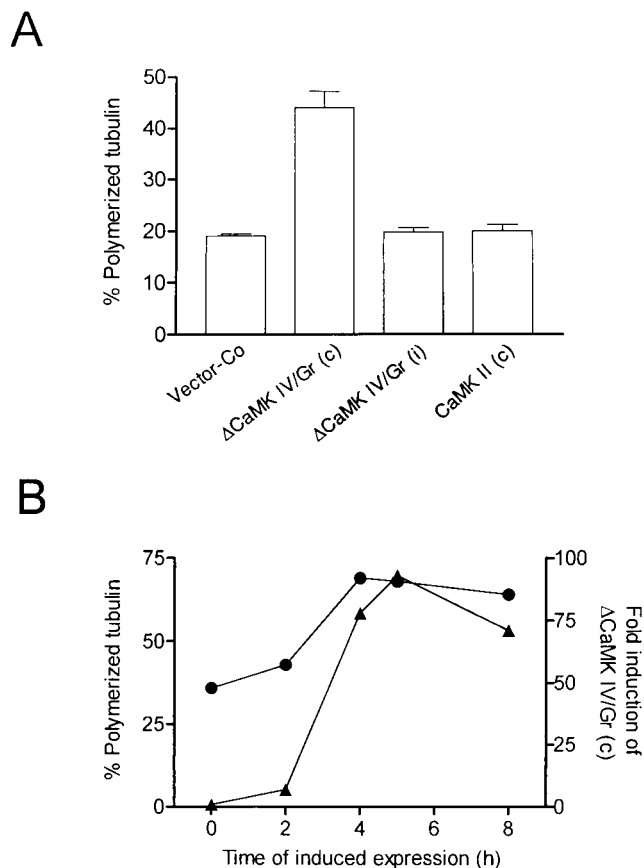 A
50
40
30
20
10
0
% Polymerized tubulin
Vector-Co
ΔCaMK IV/Gr (c)
ΔCaMK IV/Gr (i)
CaMK II (c)
B
75
50
25
0
% Polymerized tubulin
100
75
50
25
0
Fold induction of
ΔCaMK IV/Gr (c)
0 2 4 6 8
Time of induced expression (h)